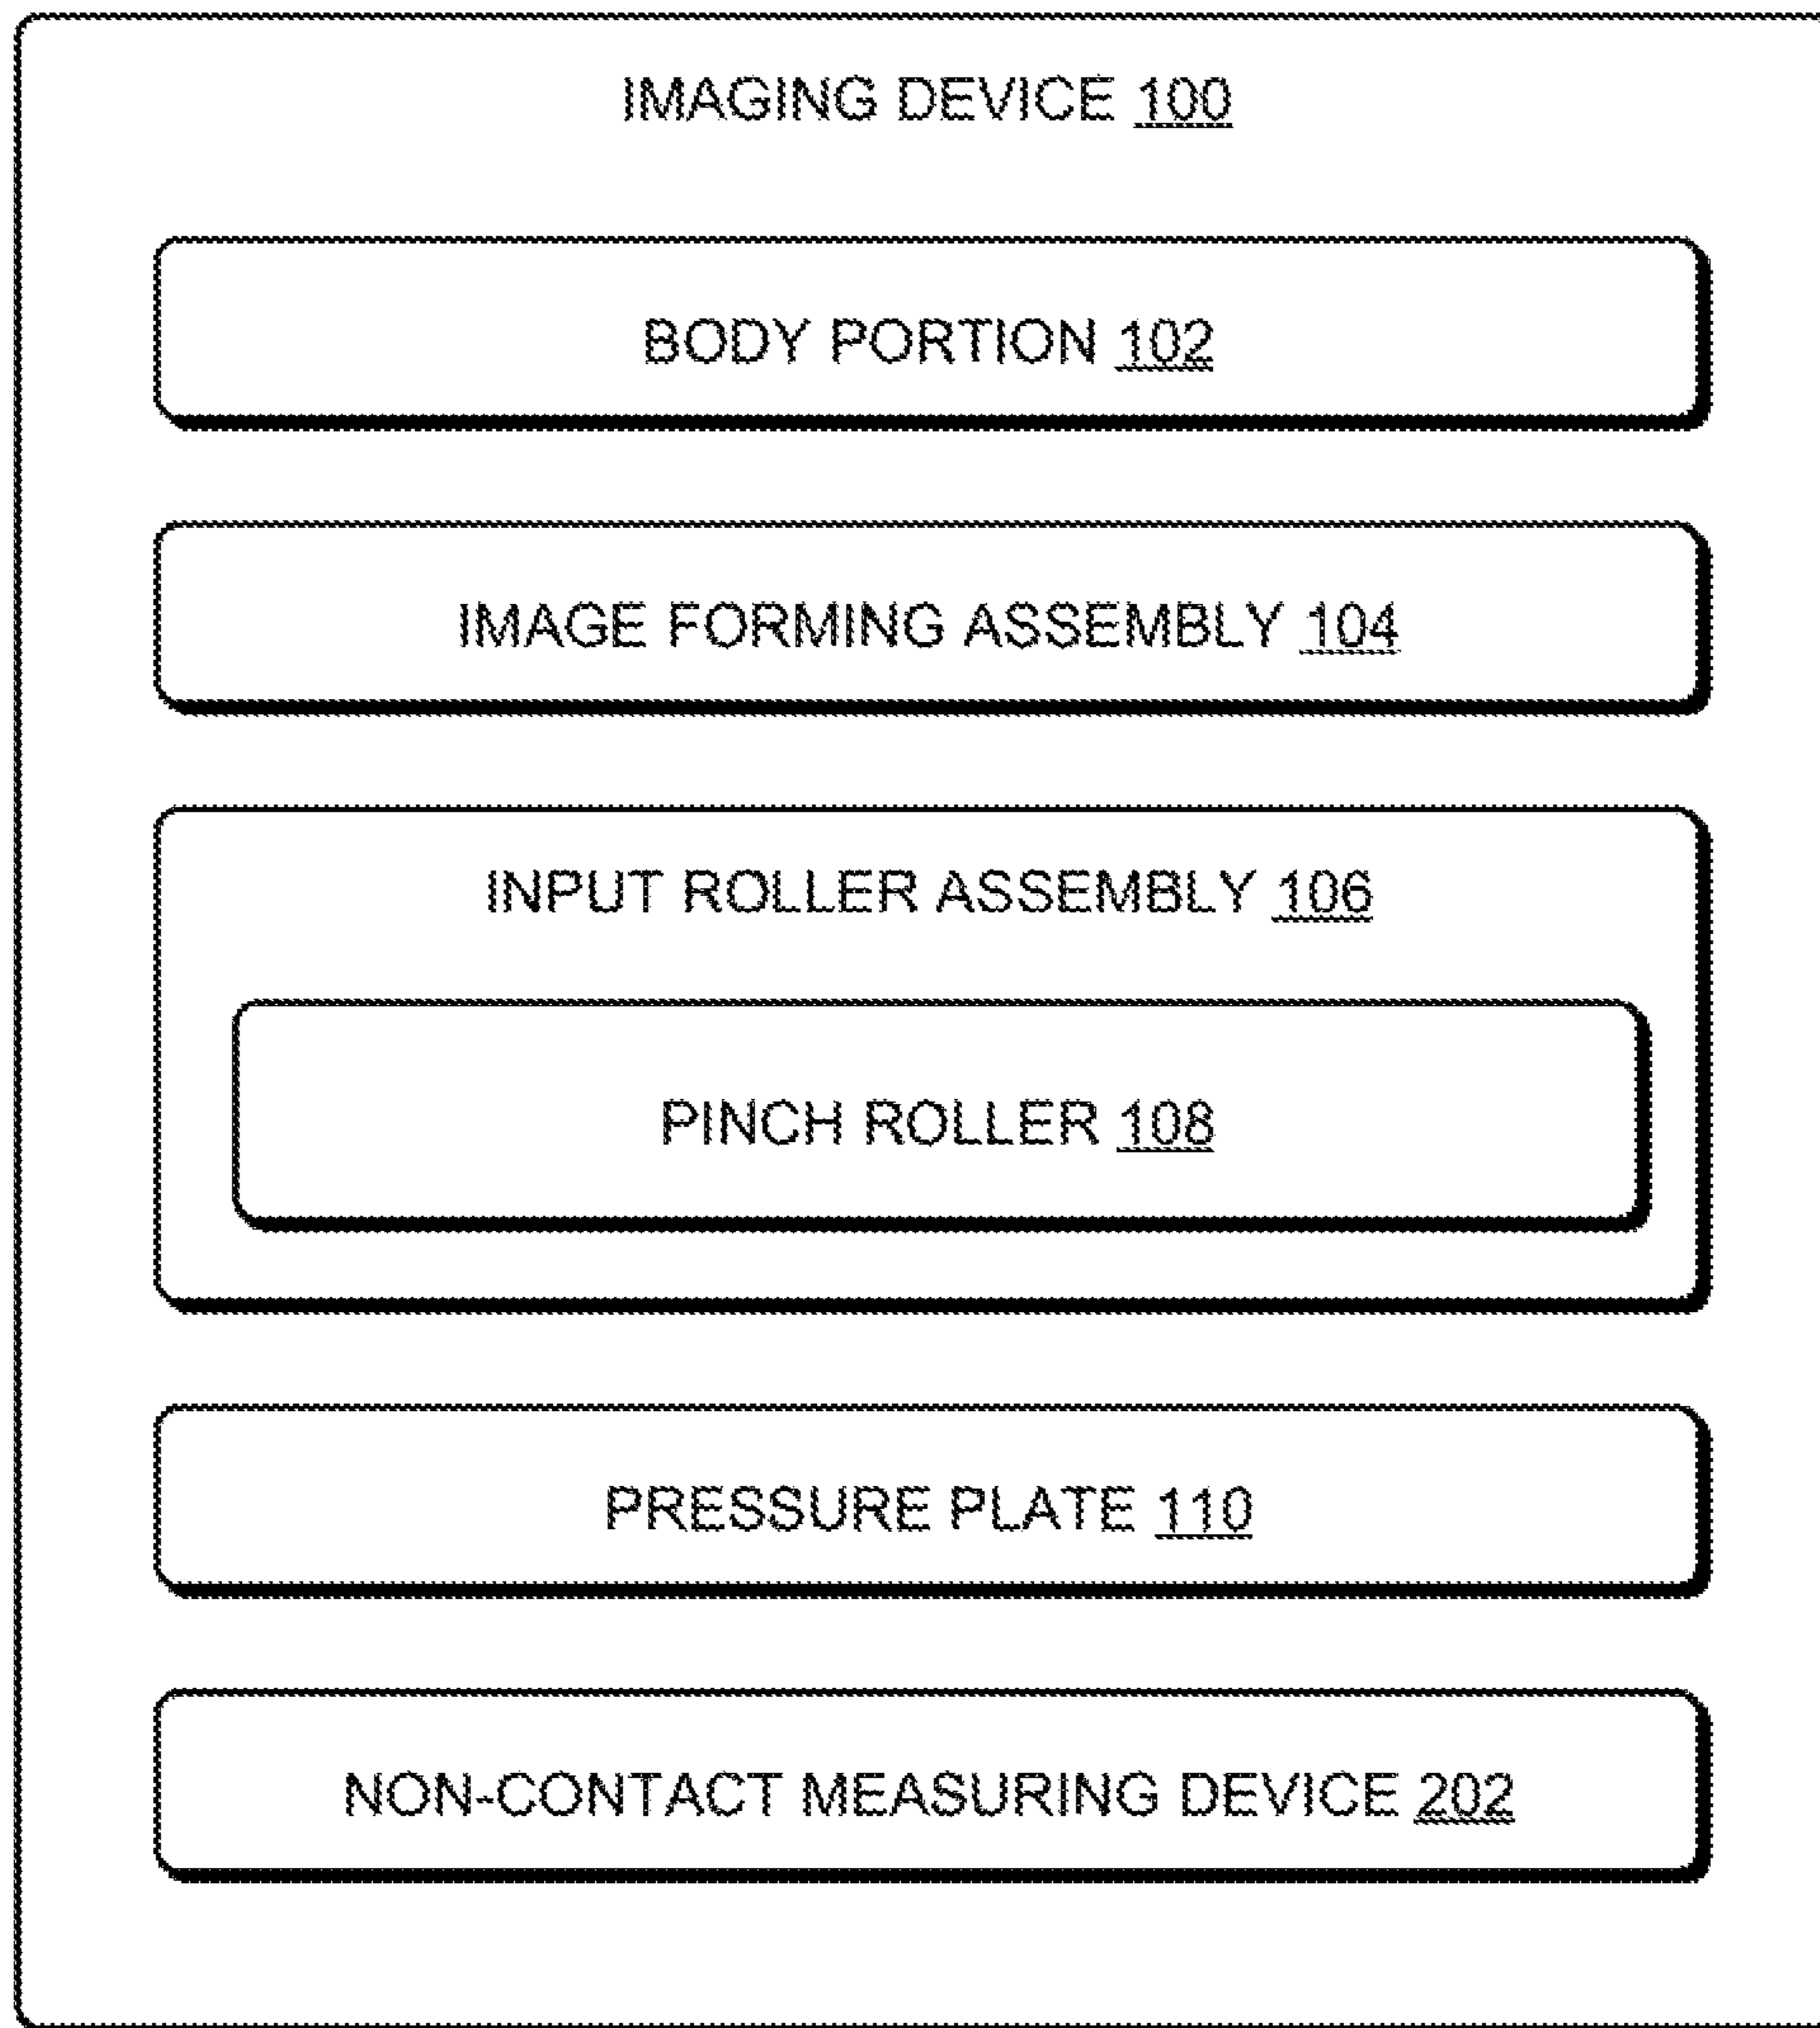 IMAGING DEVICE 100
BODY PORTION 102
IMAGE FORMING ASSEMBLY 104
INPUT ROLLER ASSEMBLY 106
PINCH ROLLER 108
PRESSURE PLATE 110
NON-CONTACT MEASURING DEVICE 202